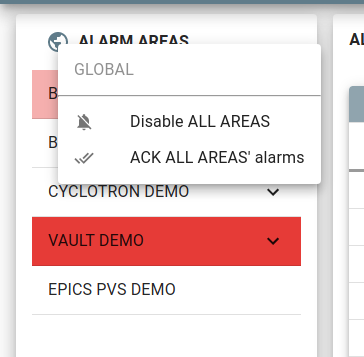 ALARM AREAS
AL
GLOBAL
B
Disable ALL AREAS
B
ACK ALL AREAS' alarms
CYCLOTRON DEMO
VAULT DEMO
EPICS PVS DEMO